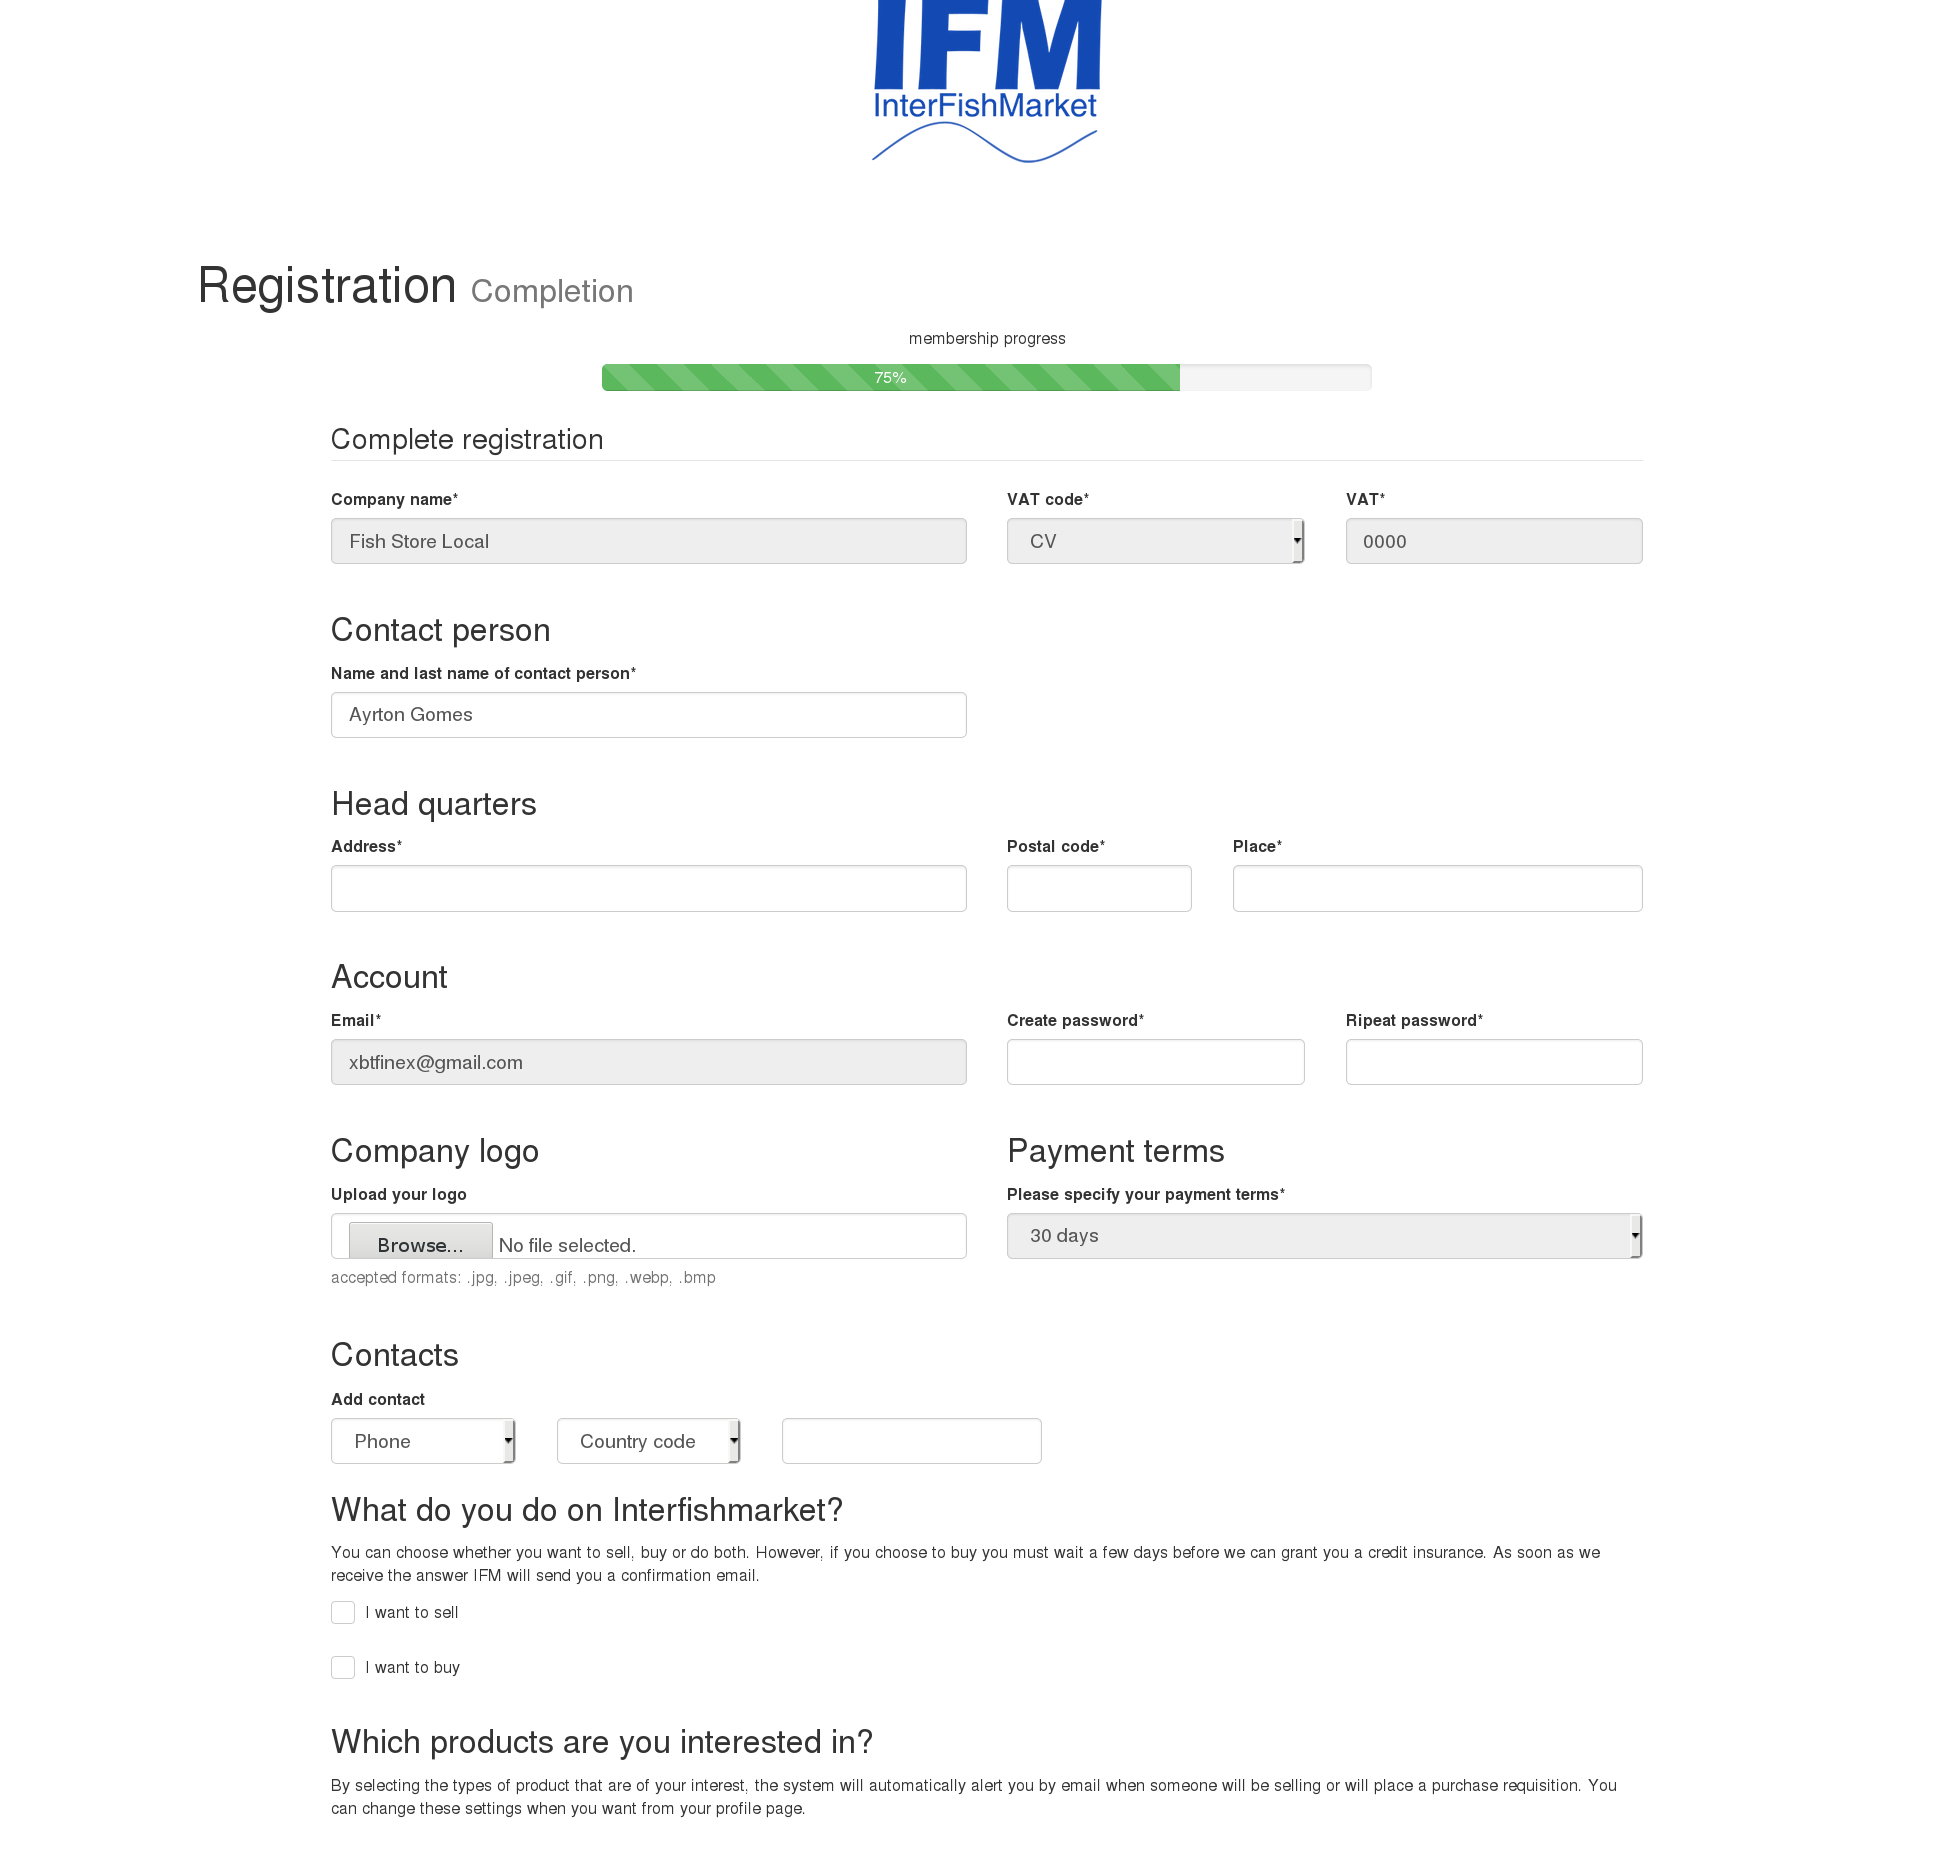 IFM
InterFishMarket
Registration Completion
membership progress
75%
Complete registration
Company name* VAT code* VAT*
Fish Store Local CV 0000
Contact person
Name and last name of contact person*
Ayrton Gomes
Head quarters
Address* Postal code* Place*
Account
Email* Create password* Ripeat password*
xbtfinex@gmail.com
Company logo Payment terms
Upload your logo Please specify your payment terms*
Browse... No file selected. 30 days
accepted formats: .jpg, .jpeg, .gif, .png, .webp, .bmp
Contacts
Add contact
Phone Country code
What do you do on Interfishmarket?
You can choose whether you want to sell, buy or do both. However, if you choose to buy you must wait a few days before we can grant you a credit insurance. As soon as we
receive the answer IFM will send you a confirmation email.
I want to sell
I want to buy
Which products are you interested in?
By selecting the types of product that are of your interest, the system will automatically alert you by email when someone will be selling or will place a purchase requisition. You
can change these settings when you want from your profile page.